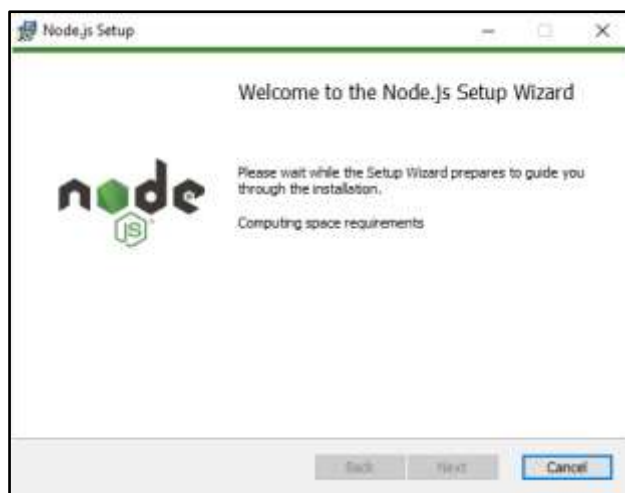 Node.js Setup
Welcome to the Node.js Setup Wizard
node
JS
Please wait while the Setup Wizard prepares to guide you
through the installation.
Computing space requirements
Back
Next
Cancel